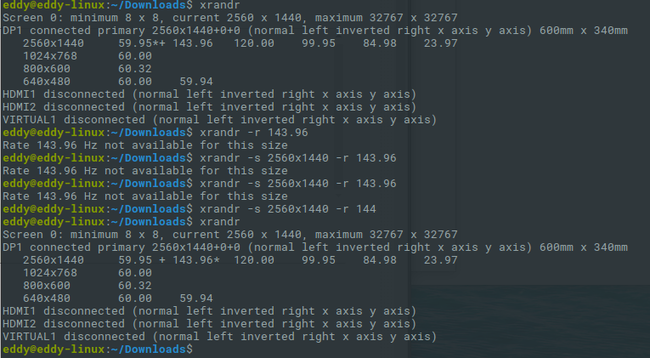 eddy@eddy-linux:~/Downloads$ xrandr
Screen 0: minimum 8 x 8, current 2560 x 1440, maximum 32767 x 32767
DP1 connected primary 2560x1440+0+0 (normal left inverted right x axis y axis) 600mm x 340mm
   2560x1440     59.95*+ 143.96   120.00    99.95    84.98    23.97
   1024x768      60.00
   800x600       60.32
   640x480       60.00    59.94
HDMI1 disconnected (normal left inverted right x axis y axis)
HDMI2 disconnected (normal left inverted right x axis y axis)
VIRTUAL1 disconnected (normal left inverted right x axis y axis)
eddy@eddy-linux:~/Downloads$ xrandr -r 143.96
Rate 143.96 Hz not available for this size
eddy@eddy-linux:~/Downloads$ xrandr -s 2560x1440 -r 143.96
Rate 143.96 Hz not available for this size
eddy@eddy-linux:~/Downloads$ xrandr -s 2560x1440 -r 143.96
Rate 143.96 Hz not available for this size
eddy@eddy-linux:~/Downloads$ xrandr -s 2560x1440 -r 144
eddy@eddy-linux:~/Downloads$ xrandr
Screen 0: minimum 8 x 8, current 2560 x 1440, maximum 32767 x 32767
DP1 connected primary 2560x1440+0+0 (normal left inverted right x axis y axis) 600mm x 340mm
   2560x1440     59.95 + 143.96*  120.00    99.95    84.98    23.97
   1024x768      60.00
   800x600       60.32
   640x480       60.00    59.94
HDMI1 disconnected (normal left inverted right x axis y axis)
HDMI2 disconnected (normal left inverted right x axis y axis)
VIRTUAL1 disconnected (normal left inverted right x axis y axis)
eddy@eddy-linux:~/Downloads$